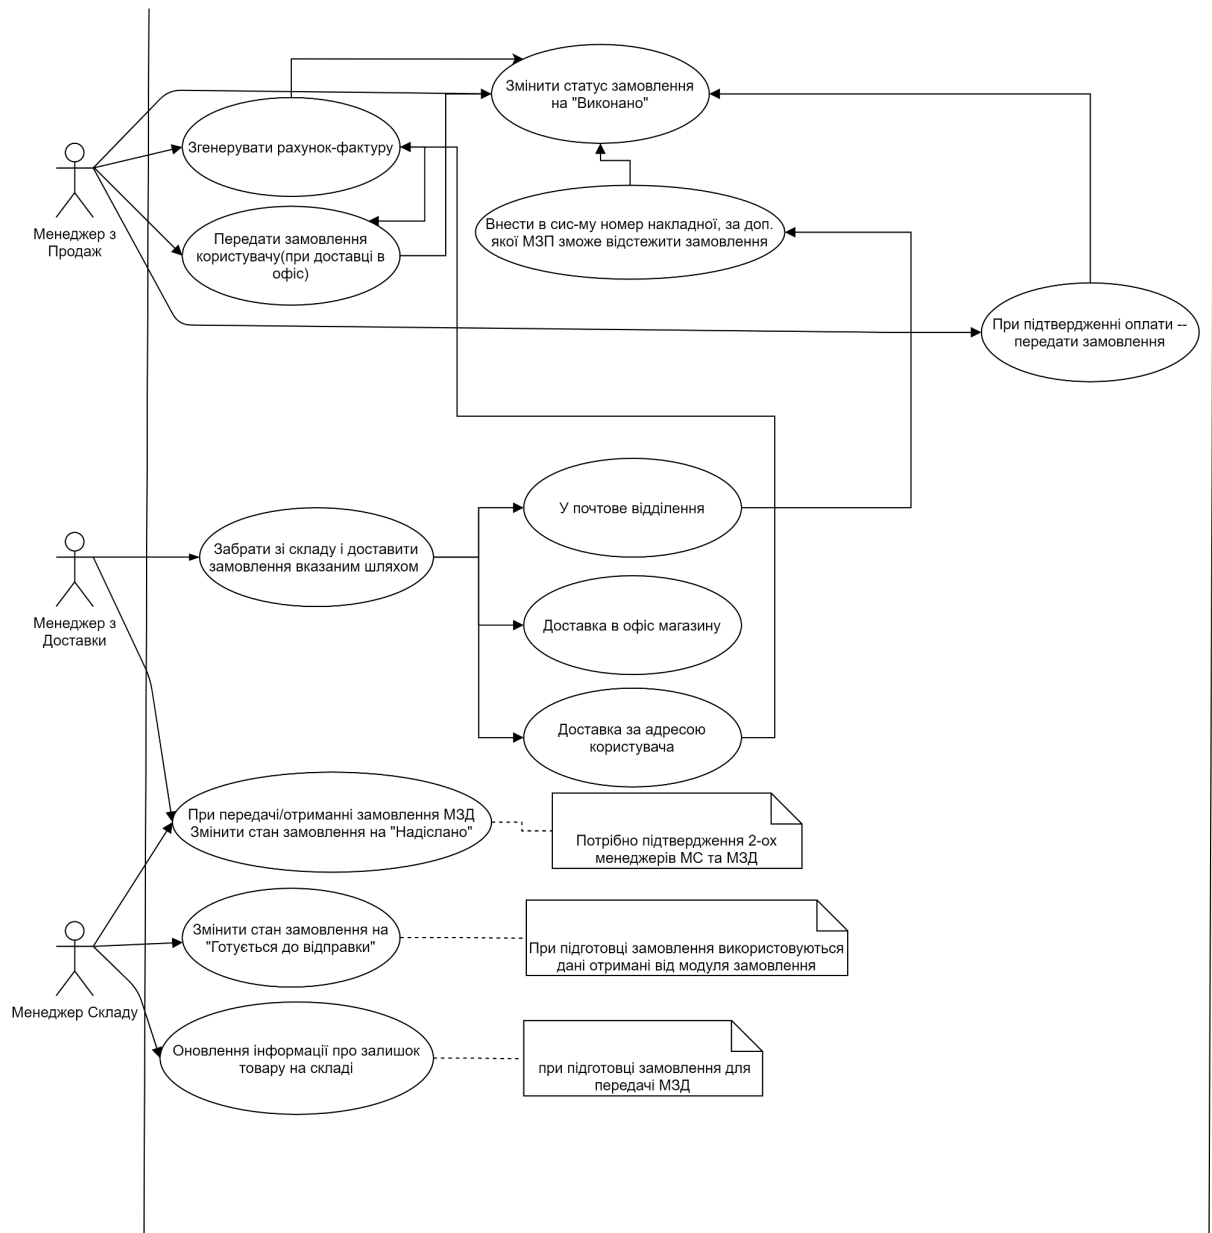 Змінити статус замовлення
на "Виконано"
Згенерувати рахунок-фактуру
Менеджер з
Продаж
Передати замовлення
користувачу(при доставці в
офіс)
Внести в сис-му номер накладної, за доп.
якої МЗП зможе відстежити замовлення
При підтвердженні оплати --
передати замовлення
У почтове відділення
Забрати зі складу і доставити
замовлення вказаним шляхом
Менеджер з
Доставки
Доставка в офіс магазину
Доставка за адресою
користувача
При передачі/отриманні замовлення МЗД
Змінити стан замовлення на "Надіслано"
Потрібно підтвердження 2-ох
менеджерів МС та МЗД
Змінити стан замовлення на
"Готується до відправки"
При підготовці замовлення використовуються
дані отримані від модуля замовлення
Менеджер Складу
Оновлення інформації про залишок
товару на складі
при підготовці замовлення для
передачі МЗД